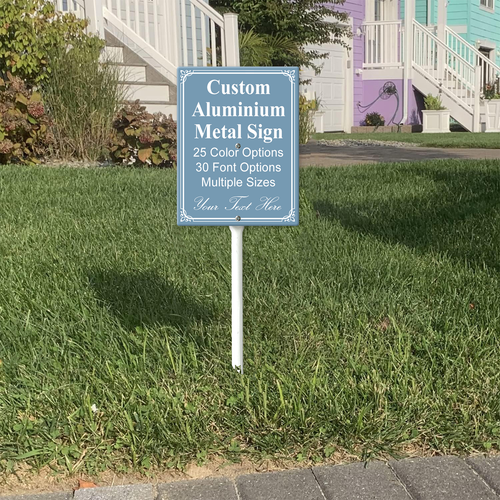 Custom
Aluminium
Metal Sign
25 Color Options
30 Font Options
Multiple Sizes
Your Text Here